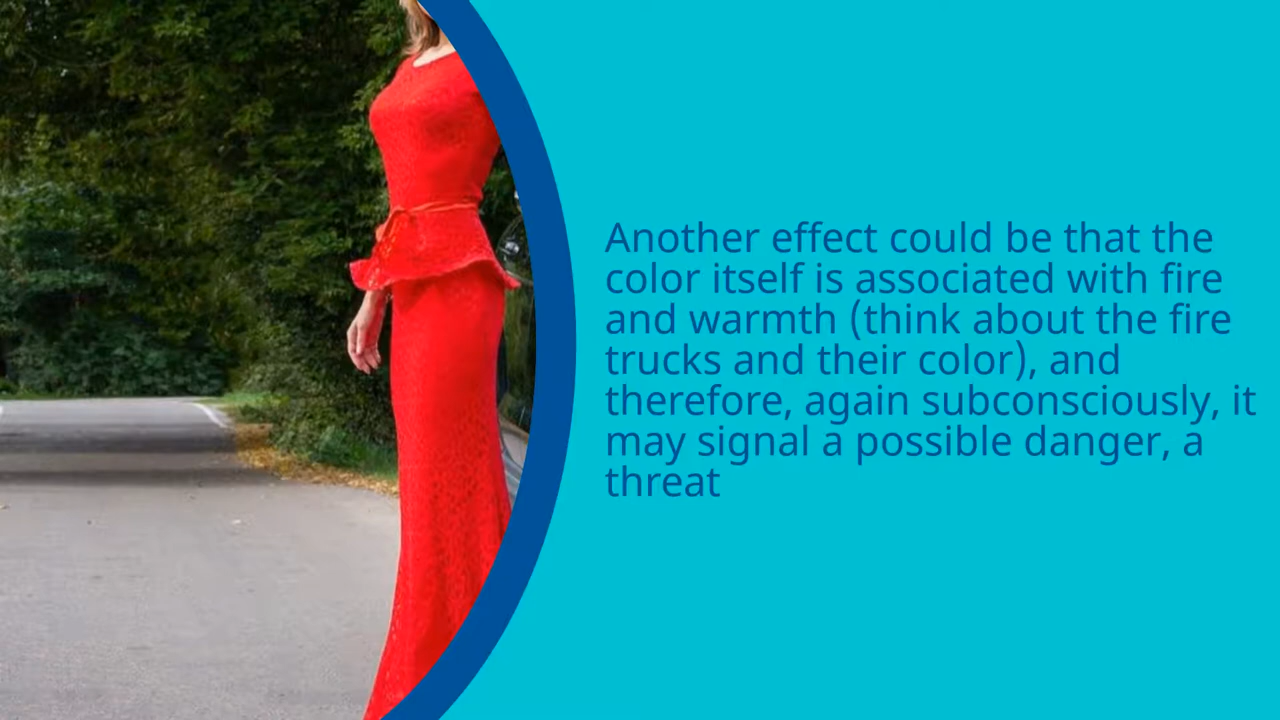 Another effect could be that the
color itself is associated with fire
and warmth (think about the fire
trucks and their color), and
therefore, again subconsciously, it
may signal a possible danger, a
threat